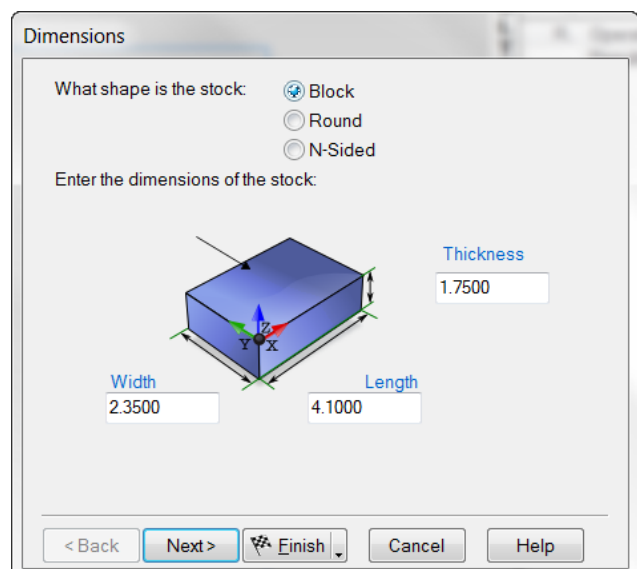 Dimensions
What shape is the stock:
Block
Round
N-Sided
Enter the dimensions of the stock:
Thickness
1.7500
Z
Y X
Width Length
2.3500 4.1000
< Back Next > Finish Cancel Help